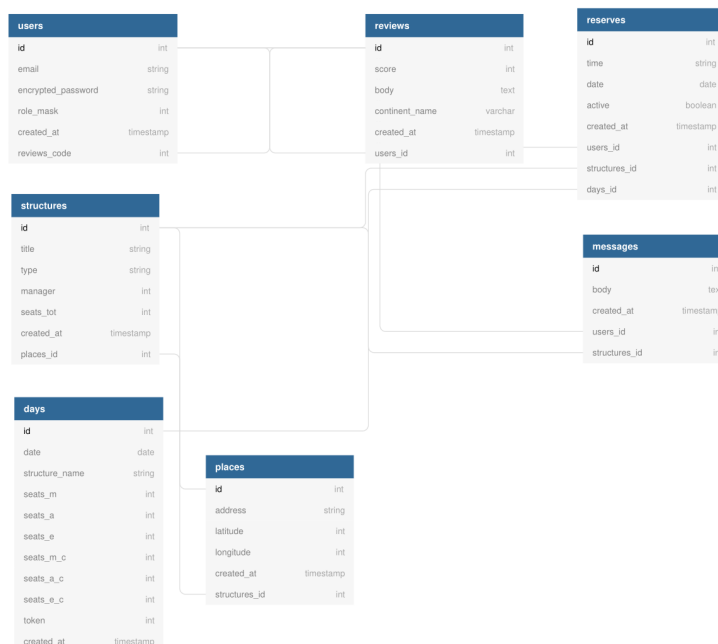 users
id int
email string
encrypted_password string
role_mask int
created_at timestamp
reviews_code int
reviews
id int
score int
body text
continent_name varchar
created_at timestamp
users_id int
reserves
id int
time string
date date
active boolean
created_at timestamp
users_id int
structures_id int
days_id int
structures
id int
title string
type string
manager int
seats_tot int
created_at timestamp
places_id int
messages
id in
body tex
created_at timestam
users_id in
structures_id in
days
id int
date date
structure_name string
seats_m int
seats_a int
seats_e int
seats_m_c int
seats_a_c int
seats_e_c int
token int
created_at timestamp
places
id int
address string
latitude int
longitude int
created_at timestamp
structures_id int